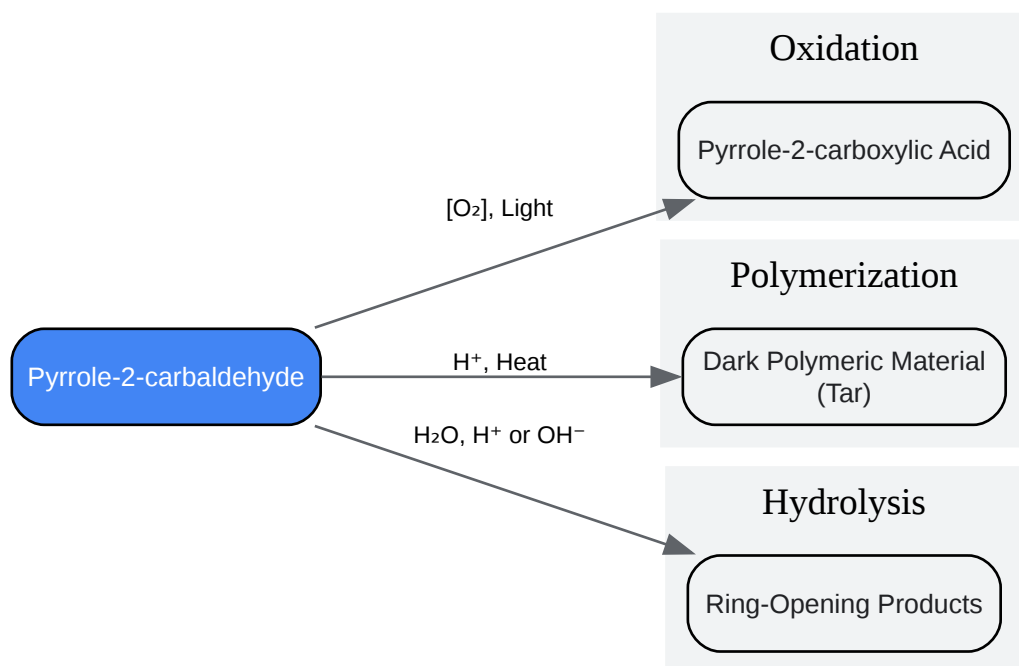 Oxidation
Pyrrole-2-carboxylic Acid
[O₂], Light
Polymerization
Pyrrole-2-carbaldehyde
H⁺, Heat
Dark Polymeric Material
(Tar)
H₂O, H⁺ or OH⁻
Hydrolysis
Ring-Opening Products